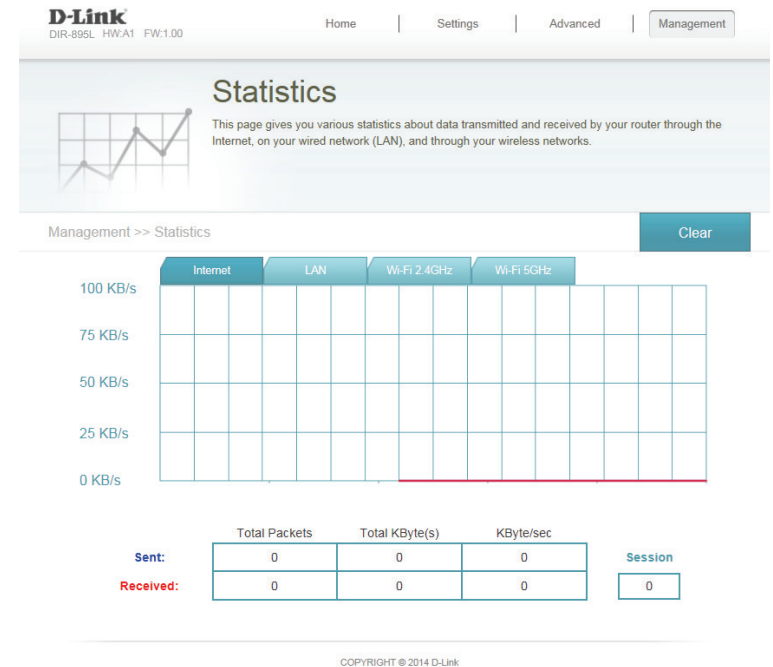 D-Link
DIR-895L HW:A1 FW:1.00
Home | Settings | Advanced | Management
Statistics
This page gives you various statistics about data transmitted and received by your router through the
Internet, on your wired network (LAN), and through your wireless networks.
Management >> Statistics
Clear
Internet LAN Wi-Fi 2.4GHz Wi-Fi 5GHz
100 KB/s
75 KB/s
50 KB/s
25 KB/s
0 KB/s
Total Packets Total KByte(s) KByte/sec
Sent: 0 0 0 Session
Received: 0 0 0 0
COPYRIGHT © 2014 D-Link